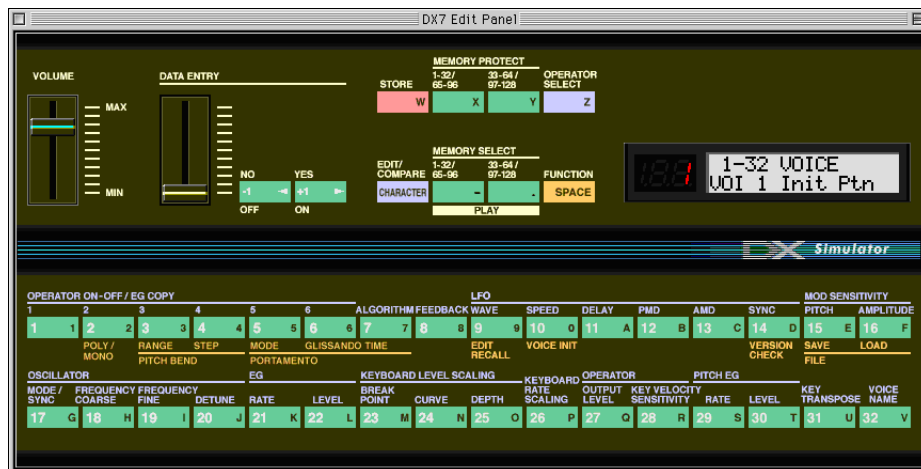 DX7 Edit Panel
VOLUME
MAX
MIN
DATA ENTRY
NO YES
-1 +1
OFF ON
MEMORY PROTECT
STORE 1-32/ 65-96 33-64/ 97-128 OPERATOR SELECT
W X Y Z
MEMORY SELECT
EDIT/ COMPARE 1-32/ 65-96 33-64/ 97-128 FUNCTION
CHARACTER - . SPACE
PLAY
1
1-32 VOICE
VOI 1 Init Ptn
DX Simulator
OPERATOR ON-OFF / EG COPY LFO MOD SENSITIVITY
1 2 3 4 5 6 ALGORITHM FEEDBACK WAVE SPEED DELAY PMD AMD SYNC PITCH AMPLITUDE
1 1 2 2 3 3 4 4 5 5 6 6 7 7 8 8 9 9 10 0 11 A 12 B 13 C 14 D 15 E 16 F
POLY / MONO RANGE STEP MODE GLISSANDO TIME EDIT RECALL VOICE INIT VERSION CHECK SAVE LOAD
PITCH BEND PORTAMENTO FILE
OSCILLATOR EG KEYBOARD LEVEL SCALING OPERATOR PITCH EG
MODE / SYNC FREQUENCY COARSE FREQUENCY FINE DETUNE RATE LEVEL BREAK POINT CURVE DEPTH KEYBOARD RATE SCALING OUTPUT LEVEL KEY VELOCITY SENSITIVITY RATE LEVEL KEY TRANSPOSE VOICE NAME
17 G 18 H 19 I 20 J 21 K 22 L 23 M 24 N 25 O 26 P 27 Q 28 R 29 S 30 T 31 U 32 V